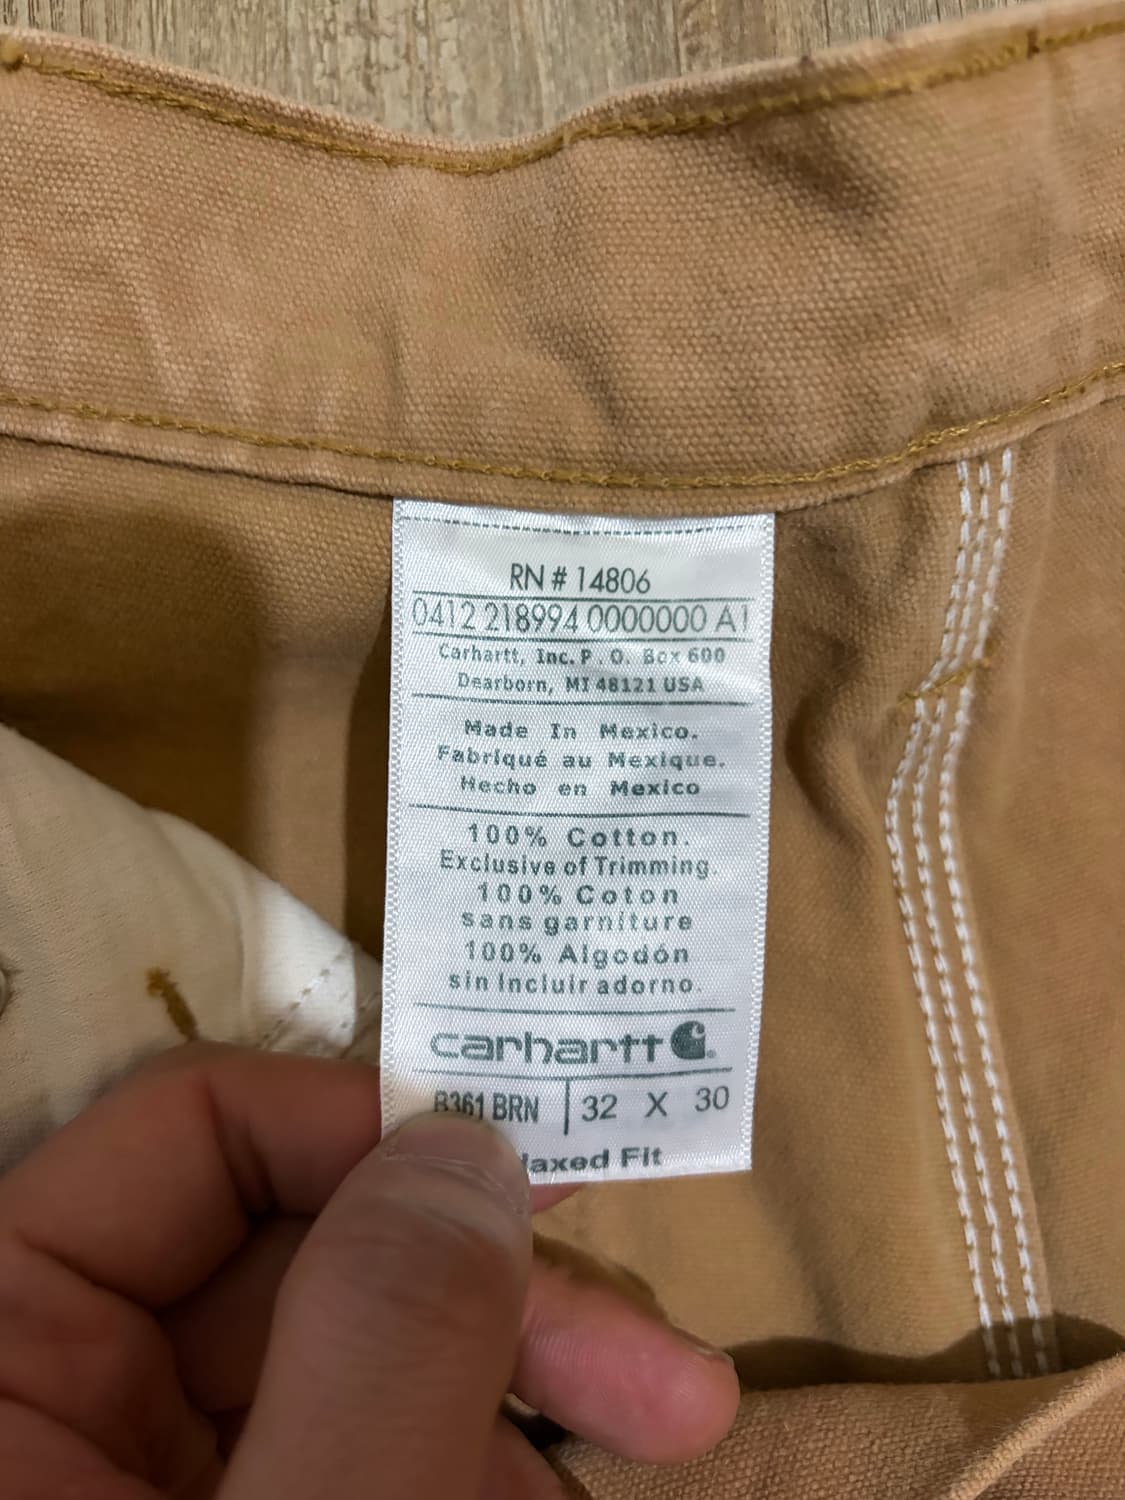 RN # 14806
0412 218994 0000000 A1
Carhartt, Inc. P. O. Box 600
Dearborn, MI 48121 USA
Made In Mexico.
Fabriqué au Mexique.
Hecho en Mexico
100% Cotton.
Exclusive of Trimming.
100% Coton
sans garniture
100% Algodón
sin incluir adorno.
carhartt
B361 BRN | 32 X 30
laxed Fit